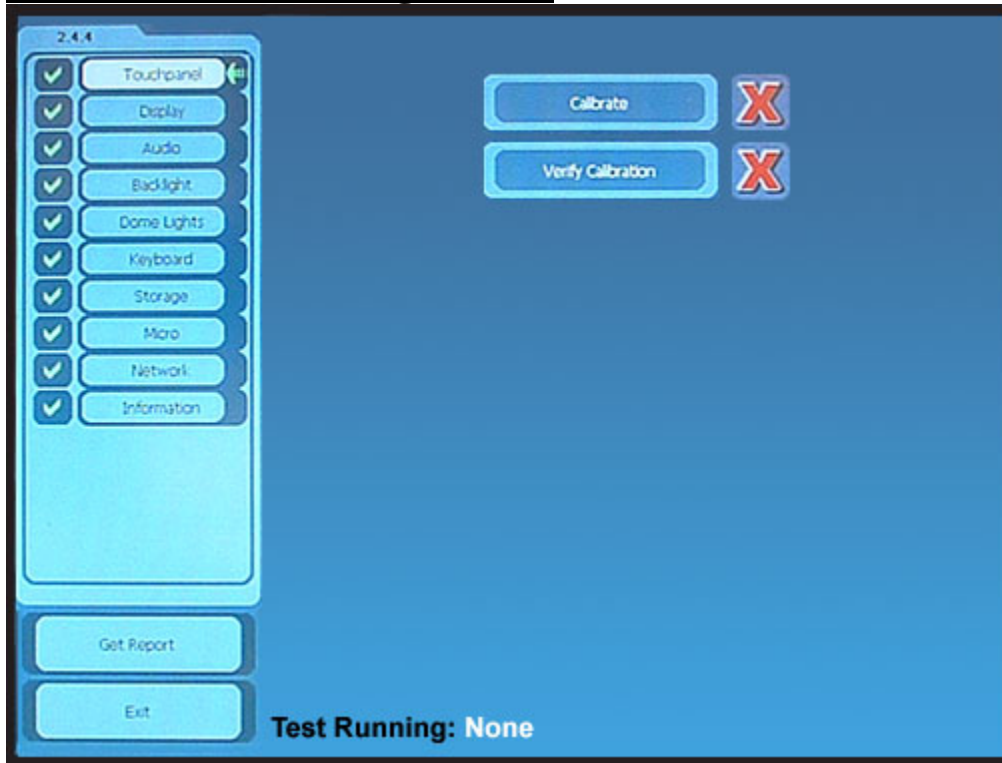 2.4.4
Touchpanel
Display
Audio
Backlight
Dome Lights
Keyboard
Storage
Micro
Network
Information
Get Report
Exit
Calibrate
Verify Calibration
Test Running: None